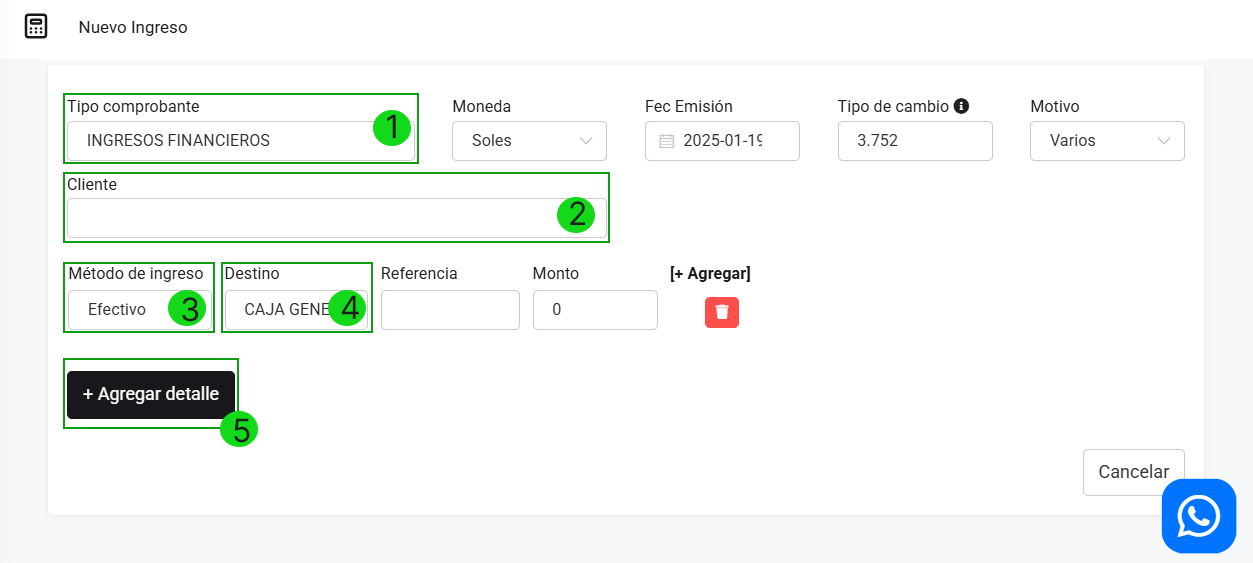 Nuevo Ingreso
Tipo comprobante
Moneda
Fec Emisión
Tipo de cambio
Motivo
INGRESOS FINANCIEROS
1
Soles
2025-01-19
3.752
Varios
Cliente
2
Método de ingreso
Destino
Referencia
Monto
[+ Agregar]
Efectivo
3
CAJA GENE
4
0
+ Agregar detalle
5
Cancelar